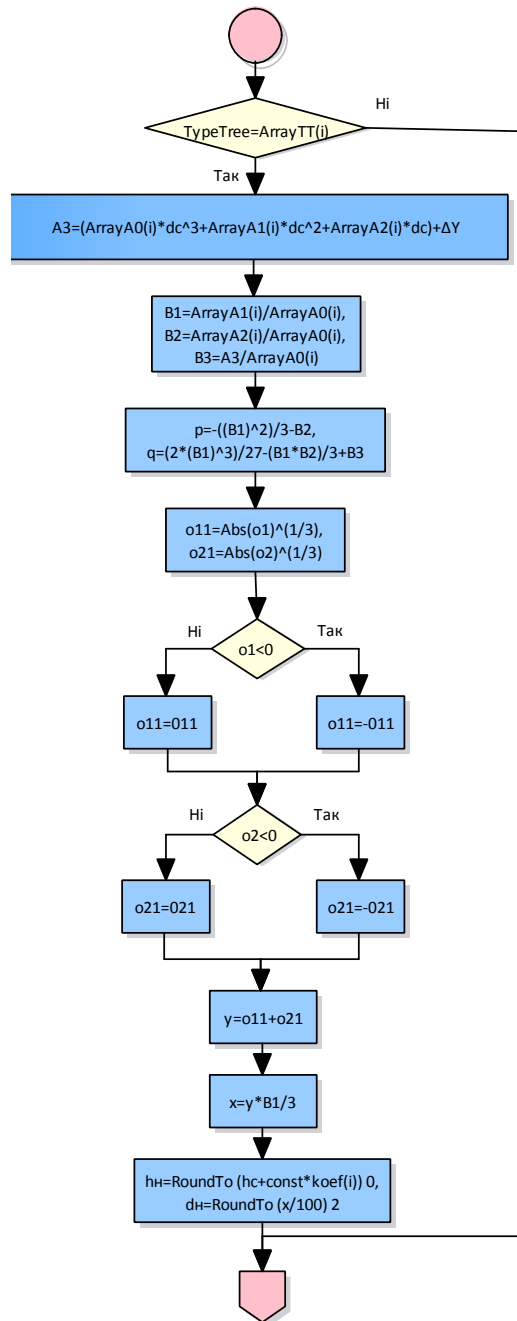 TypeTree=ArrayTT(i)
Ні
Так
A3=(ArrayA0(i)*dc^3+ArrayA1(i)*dc^2+ArrayA2(i)*dc)+ΔY
B1=ArrayA1(i)/ArrayA0(i),
B2=ArrayA2(i)/ArrayA0(i),
B3=A3/ArrayA0(i)
p=-((B1)^2)/3-B2,
q=(2*(B1)^3)/27-(B1*B2)/3+B3
o11=Abs(o1)^(1/3),
o21=Abs(o2)^(1/3)
Ні
Так
o1<0
o11=011
o11=-011
Ні
Так
o2<0
o21=021
o21=-021
y=o11+o21
x=y*B1/3
hн=RoundTo (hc+const*koef(i)) 0,
dн=RoundTo (x/100) 2